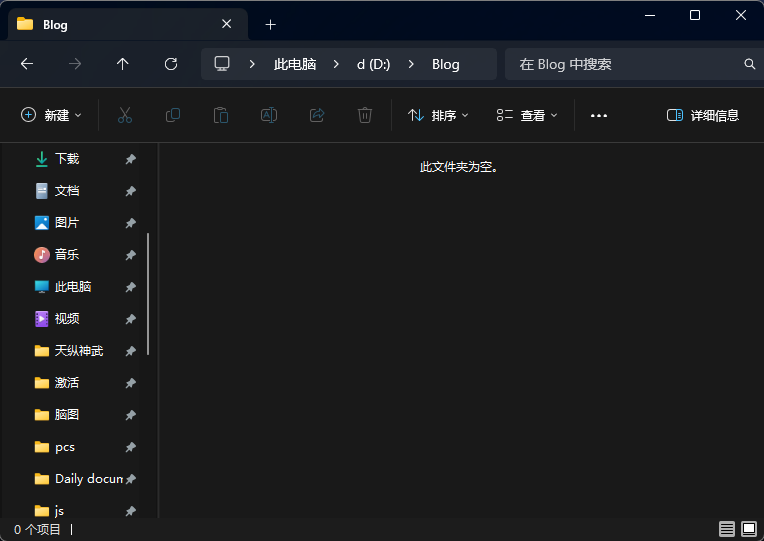 Blog
此电脑 d (D:) Blog 在 Blog 中搜索
新建 排序 查看 详细信息
此文件夹为空。
下载
文档
图片
音乐
此电脑
视频
天纵神武
激活
脑图
pcs
Daily docum
js
0 个项目